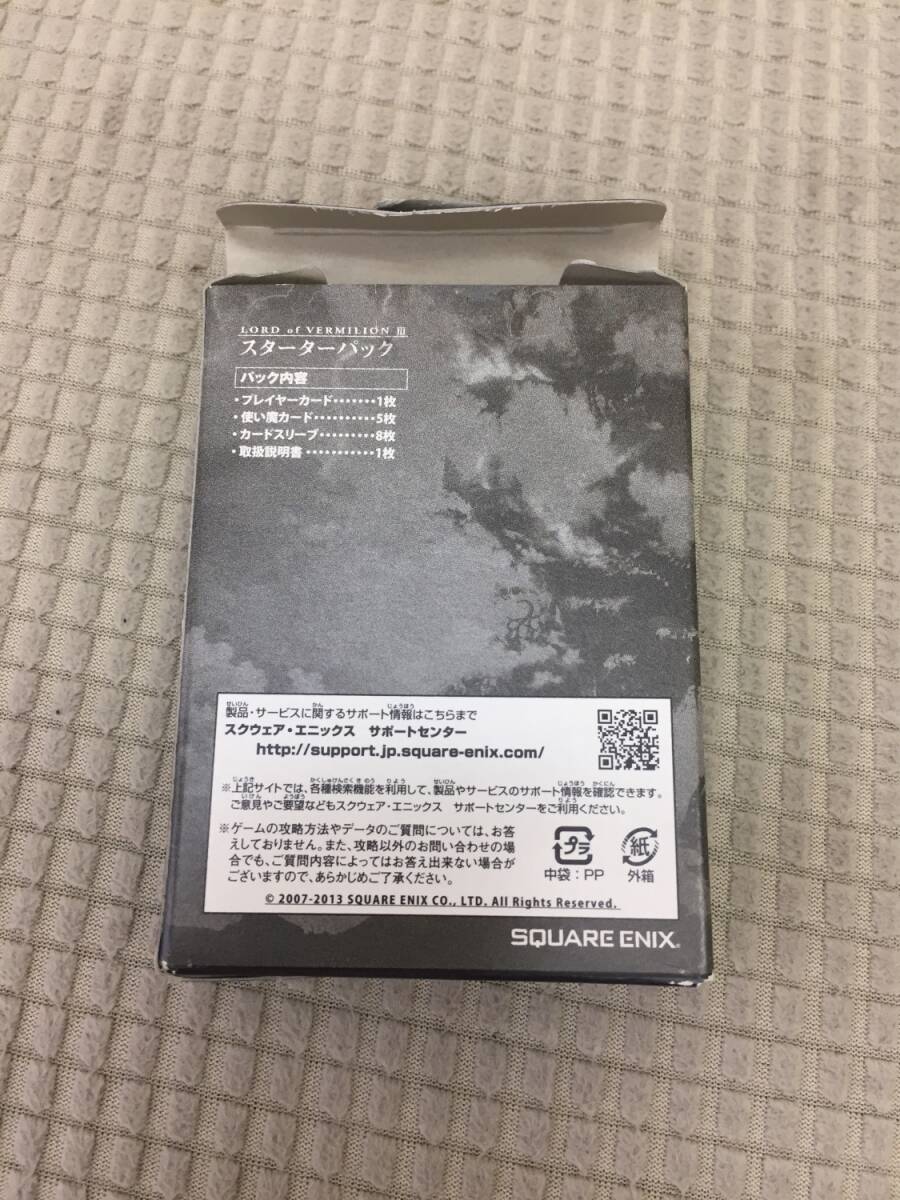 LORD of VERMILION III
スターターパック
パック内容
・プレイヤーカード・・・・・・・1枚
・使い魔カード・・・・・・・・・・5枚
・カードスリーブ・・・・・・・・・8枚
・取扱説明書・・・・・・・・・・・1枚
製品・サービスに関するサポート情報はこちらまで
スクウェア・エニックス サポートセンター
http://support.jp.square-enix.com/
※上記サイトでは、各種検索機能を利用して、製品やサービスのサポート情報を確認できます。
ご意見やご要望などもスクウェア・エニックス サポートセンターをご利用ください。
※ゲームの攻略方法やデータのご質問については、お答
えしておりません。また、攻略以外のお問い合わせの場
合でも、ご質問内容によってはお答え出来ない場合が
ございますので、あらかじめご了承ください。
プラ
中袋：PP
紙
外箱
© 2007-2013 SQUARE ENIX CO., LTD. All Rights Reserved.
SQUARE ENIX®